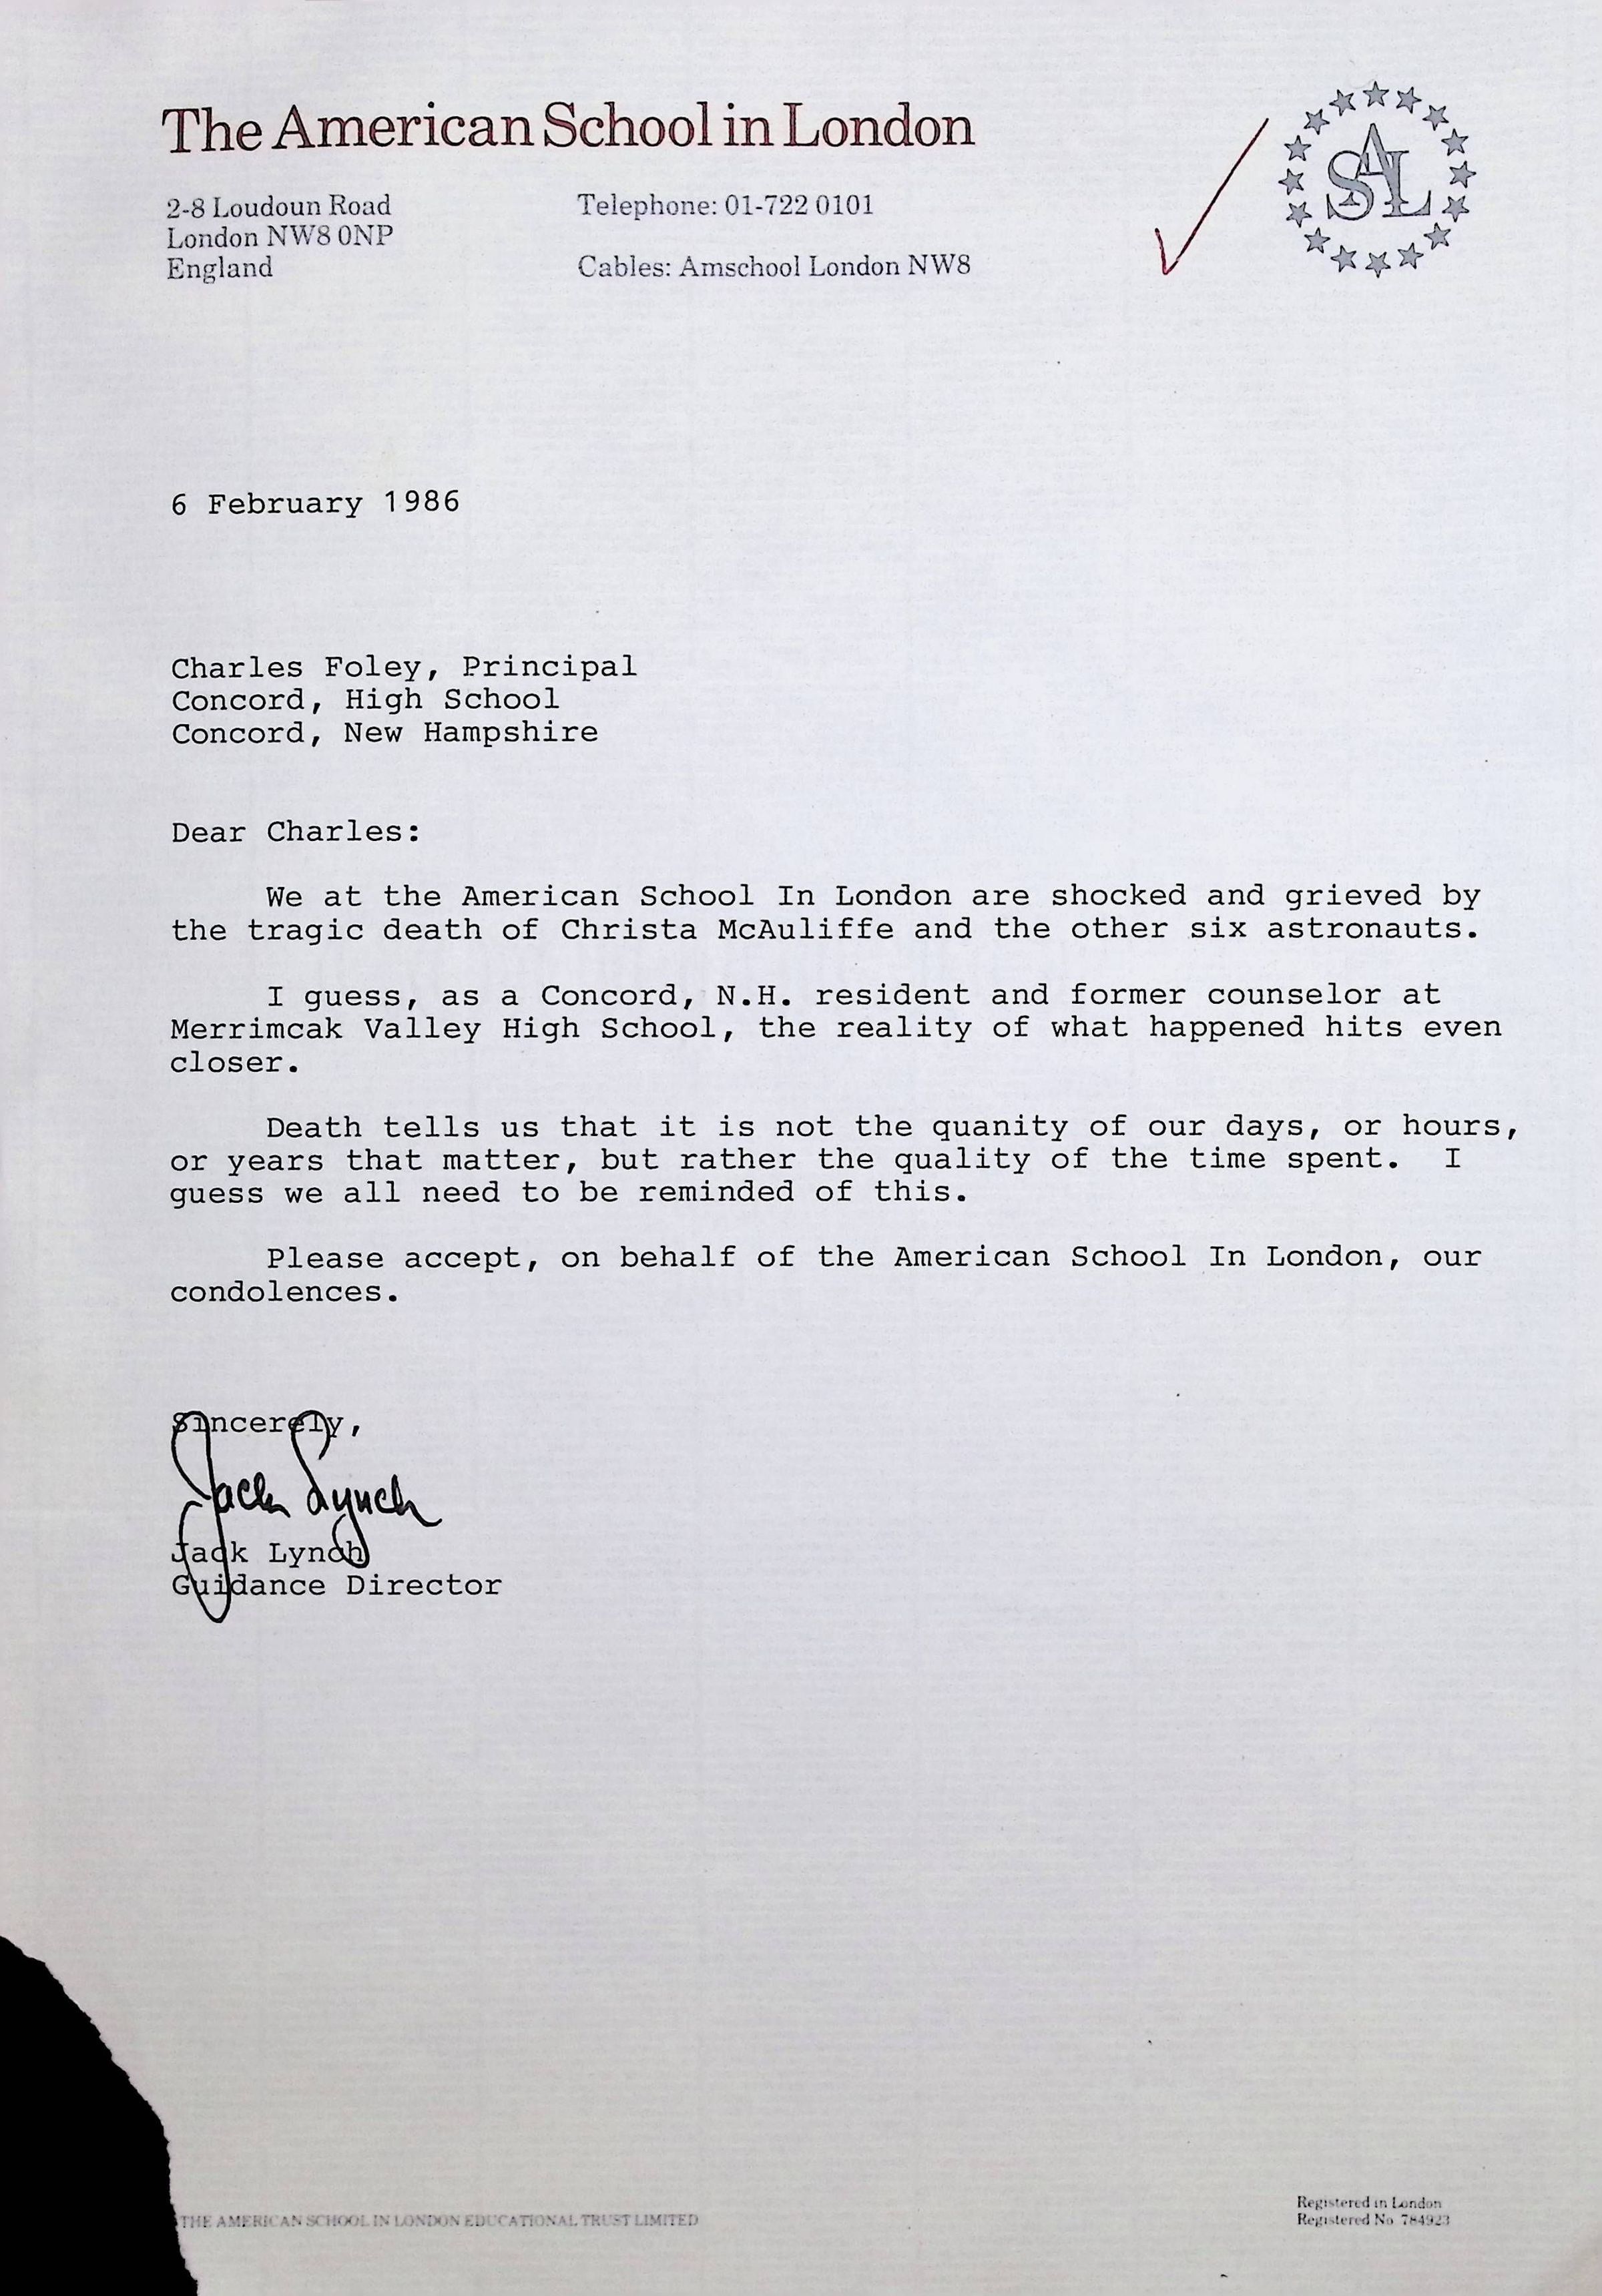 The American School in London
2-8 Loudoun Road
London NW8 0NP
England
Telephone: 01-722 0101
Cables: Amschool London NW8
ASL
6 February 1986
Charles Foley, Principal
Concord, High School
Concord, New Hampshire
Dear Charles:
We at the American School In London are shocked and grieved by
the tragic death of Christa McAuliffe and the other six astronauts.
I guess, as a Concord, N.H. resident and former counselor at
Merrimcak Valley High School, the reality of what happened hits even
closer.
Death tells us that it is not the quanity of our days, or hours,
or years that matter, but rather the quality of the time spent. I
guess we all need to be reminded of this.
Please accept, on behalf of the American School In London, our
condolences.
Sincerely,
Jack Lynch
Jack Lynch
Guidance Director
THE AMERICAN SCHOOL IN LONDON EDUCATIONAL TRUST LIMITED
Registered in London
Registered No 784923